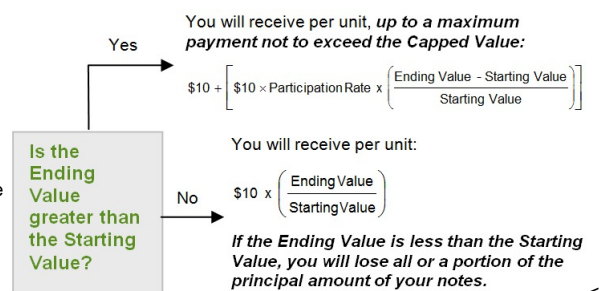 You will receive per unit, up to a maximum
payment not to exceed the Capped Value:
Yes
$10 + [ $10 × Participation Rate x ( Ending Value - Starting Value
Starting Value ) ]
Is the
Ending
Value
greater than
the Starting
Value?
You will receive per unit:
No
$10 x ( Ending Value
Starting Value )
If the Ending Value is less than the Starting
Value, you will lose all or a portion of the
principal amount of your notes.